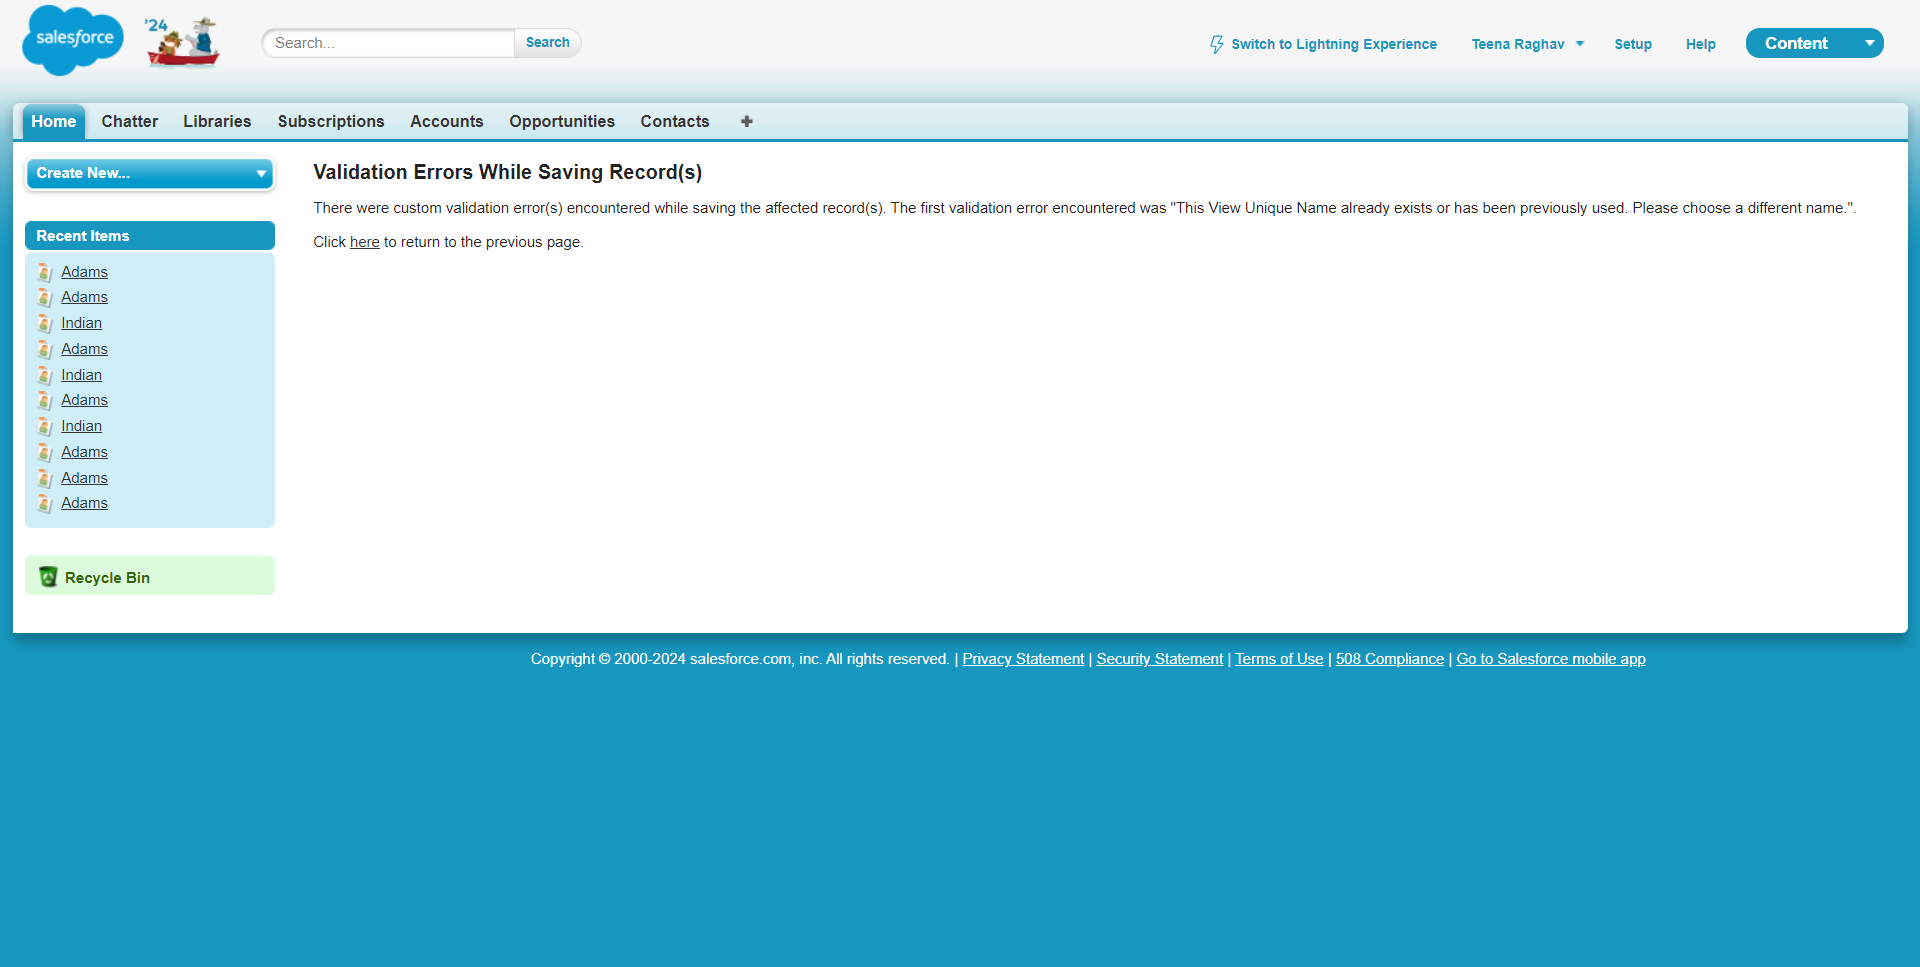 salesforce
'24
Search...
Search
Switch to Lightning Experience
Teena Raghav
Setup
Help
Content
Home
Chatter
Libraries
Subscriptions
Accounts
Opportunities
Contacts
+
Create New...
Recent Items
Adams
Adams
Indian
Adams
Indian
Adams
Indian
Adams
Adams
Adams
Recycle Bin
Validation Errors While Saving Record(s)
There were custom validation error(s) encountered while saving the affected record(s). The first validation error encountered was "This View Unique Name already exists or has been previously used. Please choose a different name.".
Click here to return to the previous page.
Copyright © 2000-2024 salesforce.com, inc. All rights reserved. | Privacy Statement | Security Statement | Terms of Use | 508 Compliance | Go to Salesforce mobile app